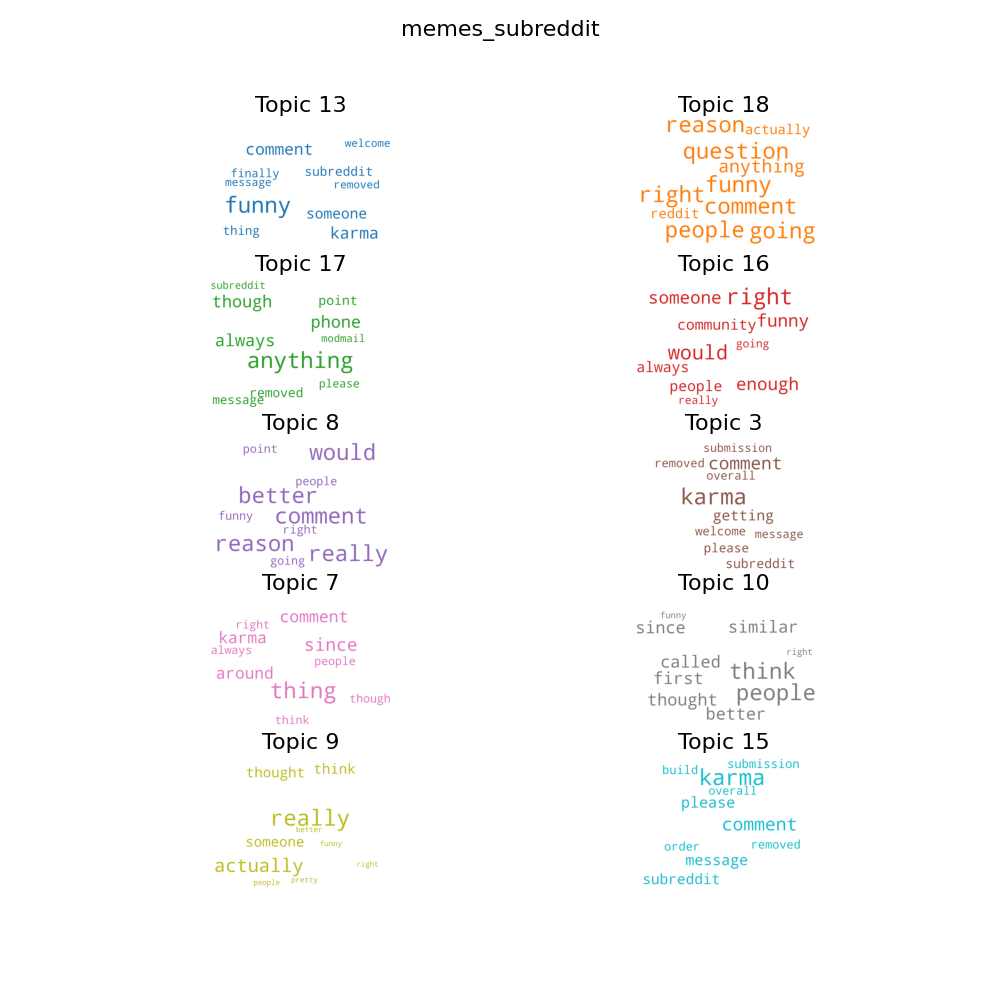 memes_subreddit
Topic 13
welcome
comment
finally
subreddit
message
removed
funny
someone
thing
karma
Topic 18
reason
actually
question
anything
funny
right
comment
reddit
people
going
Topic 17
subreddit
though
point
phone
always
modmail
anything
please
removed
message
Topic 16
someone
right
community
funny
would
going
always
people
enough
really
Topic 8
point
would
people
better
funny
comment
right
reason
going
really
Topic 3
submission
removed
comment
overall
karma
getting
welcome
message
please
subreddit
Topic 7
comment
right
karma
always
since
people
around
thing
though
think
Topic 10
funny
since
similar
right
called
think
first
people
thought
better
Topic 9
thought
think
really
better
someone
funny
actually
right
people
pretty
Topic 15
submission
build
karma
overall
please
comment
order
removed
message
subreddit